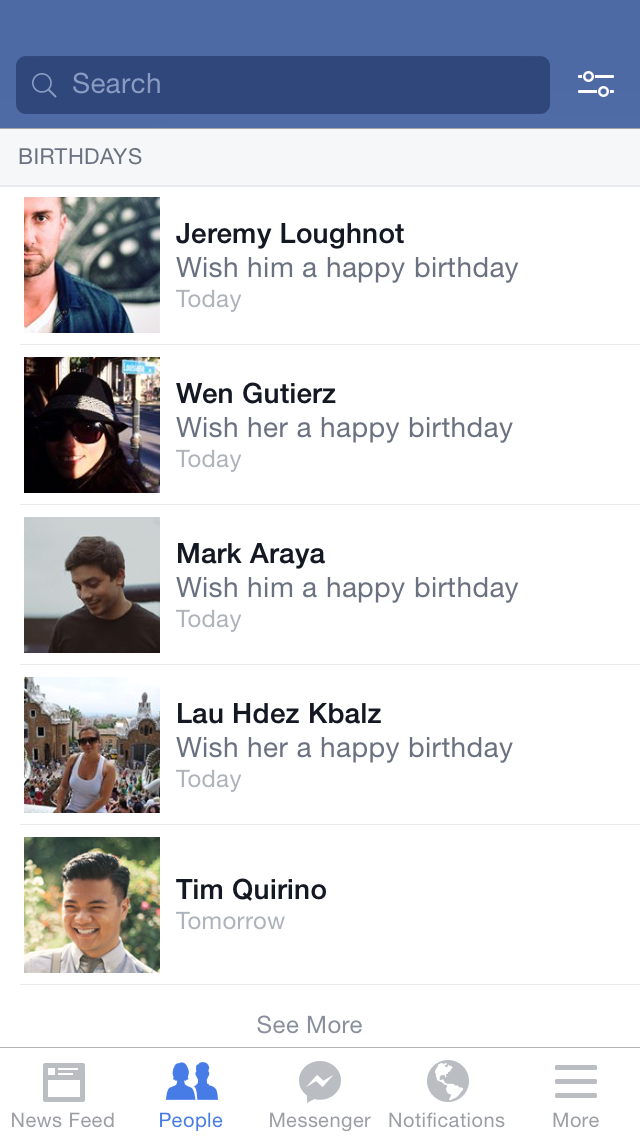 Search
BIRTHDAYS
Jeremy Loughnot
Wish him a happy birthday
Today
Wen Gutierz
Wish her a happy birthday
Today
Mark Araya
Wish him a happy birthday
Today
Lau Hdez Kbalz
Wish her a happy birthday
Today
Tim Quirino
Tomorrow
See More
News Feed People Messenger Notifications More